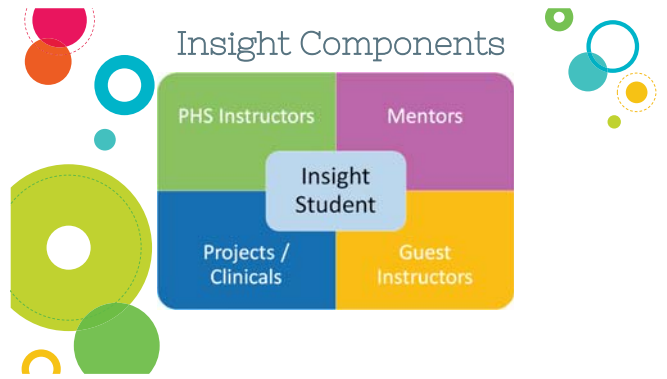 Insight Components
PHS Instructors
Mentors
Insight
Student
Projects /
Clinicals
Guest
Instructors